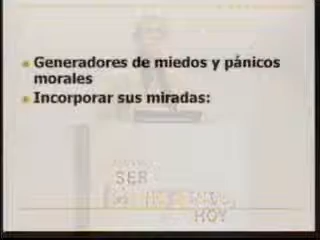 Generadores de miedos y pánicos
morales
Incorporar sus miradas:
SER
HOY